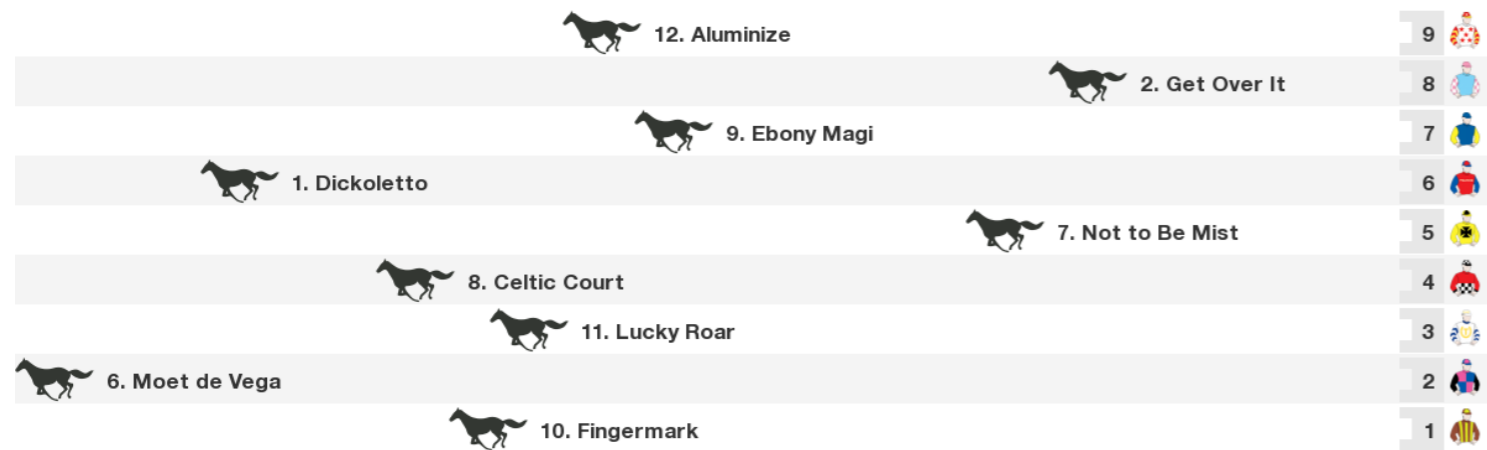 12. Aluminize 9
2. Get Over It 8
9. Ebony Magi 7
1. Dickoletto 6
7. Not to Be Mist 5
8. Celtic Court 4
11. Lucky Roar 3
6. Moet de Vega 2
10. Fingermark 1